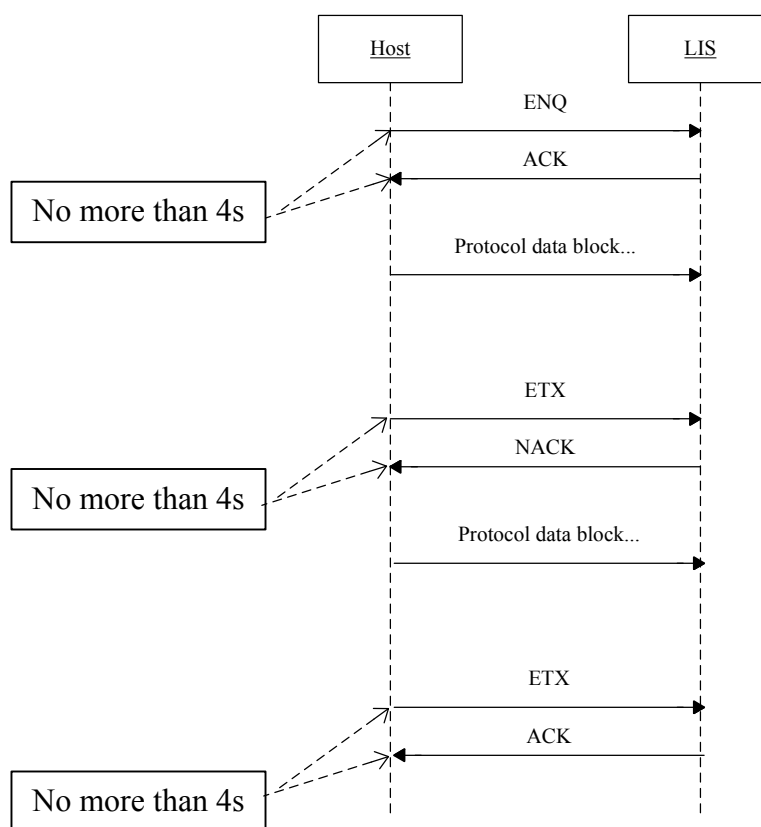 Host
LIS
ENQ
ACK
No more than 4s
Protocol data block...
ETX
NACK
No more than 4s
Protocol data block...
ETX
ACK
No more than 4s